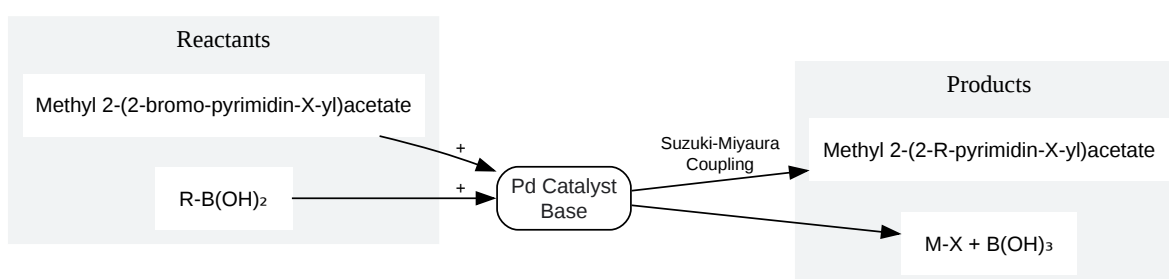 Reactants
Methyl 2-(2-bromo-pyrimidin-X-yl)acetate
R-B(OH)₂
+
+
Pd Catalyst
Base
Suzuki-Miyaura
Coupling
Products
Methyl 2-(2-R-pyrimidin-X-yl)acetate
M-X + B(OH)₃